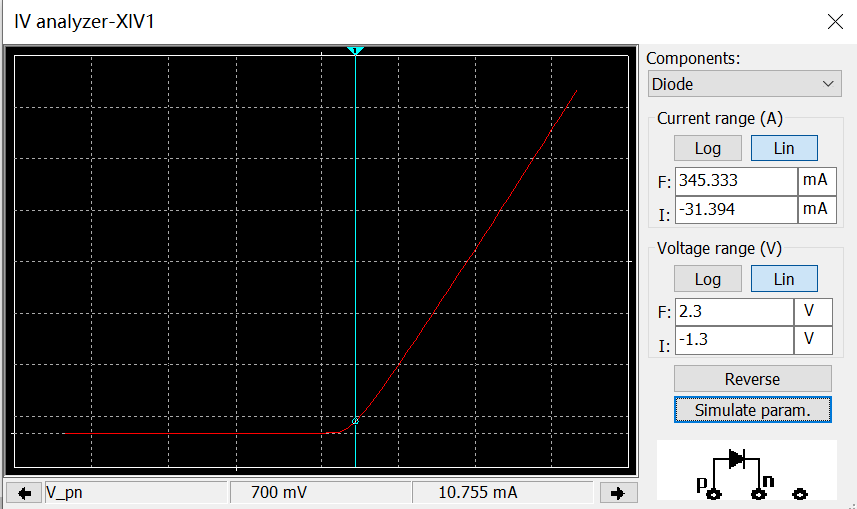 IV analyzer-XIV1
Components:
Diode
Current range (A)
Log Lin
F: 345.333 mA
I: -31.394 mA
Voltage range (V)
Log Lin
F: 2.3 V
I: -1.3 V
Reverse
Simulate param.
p n
1
V_pn 700 mV 10.755 mA